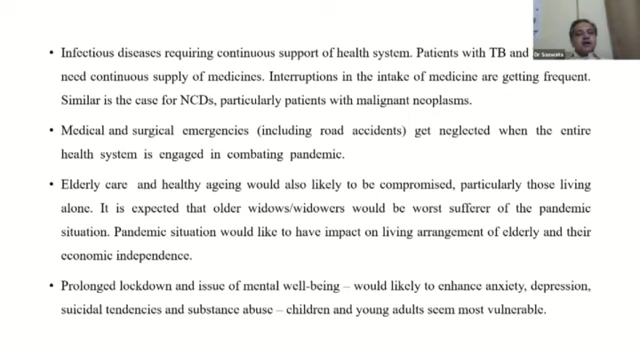 • Infectious diseases requiring continuous support of health system. Patients with TB and
need continuous supply of medicines. Interruptions in the intake of medicine are getting frequent.
Similar is the case for NCDs, particularly patients with malignant neoplasms.
• Medical and surgical emergencies (including road accidents) get neglected when the entire
health system is engaged in combating pandemic.
• Elderly care and healthy ageing would also likely to be compromised, particularly those living
alone. It is expected that older widows/widowers would be worst sufferer of the pandemic
situation. Pandemic situation would like to have impact on living arrangement of elderly and their
economic independence.
• Prolonged lockdown and issue of mental well-being – would likely to enhance anxiety, depression,
suicidal tendencies and substance abuse – children and young adults seem most vulnerable.